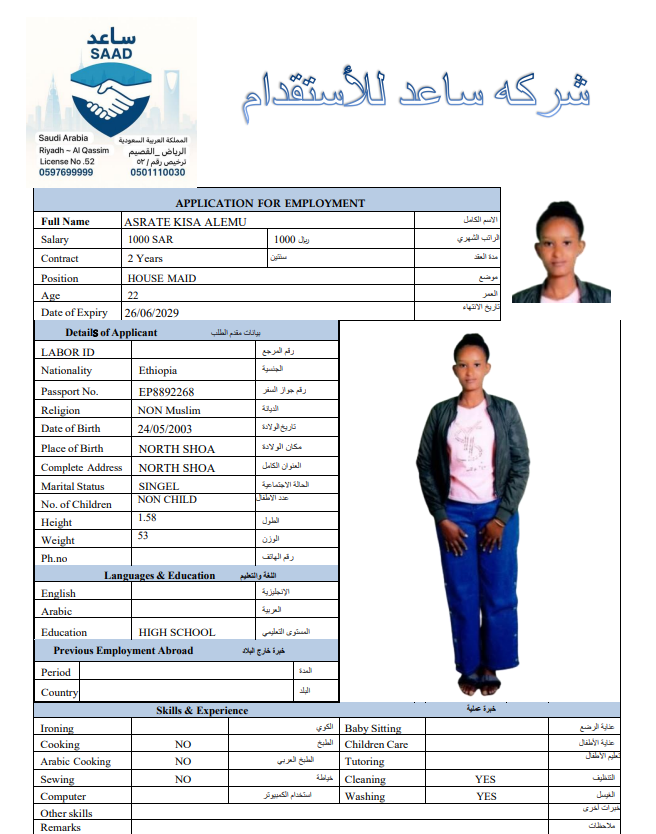 ساعد
SAAD
شركه ساعد للأستقدام
Saudi Arabia
المملكة العربية السعودية
Riyadh – Al Qassim
الرياض _القصيم
License No .52
ترخيص رقم / ٥٢
0597699999
0501110030
APPLICATION FOR EMPLOYMENT
Full Name ASRATE KISA ALEMU الاسم الكامل
Salary 1000 SAR 1000 ريال الراتب الشهري
Contract 2 Years سنتين مدة العقد
Position HOUSE MAID موضع
Age 22 العمر
Date of Expiry 26/06/2029 تاريخ الانتهاء
Details of Applicant بيانات مقدم الطلب
LABOR ID رقم المرجع
Nationality Ethiopia الجنسية
Passport No. EP8892268 رقم جواز السفر
Religion NON Muslim الديانة
Date of Birth 24/05/2003 تاريخ الولادة
Place of Birth NORTH SHOA مكان الولادة
Complete Address NORTH SHOA العنوان الكامل
Marital Status SINGEL الحالة الاجتماعية
No. of Children NON CHILD عدد الاطفال
Height 1.58 الطول
Weight 53 الوزن
Ph.no رقم الهاتف
Languages & Education اللغة والتعليم
English الإنجليزية
Arabic العربية
Education HIGH SCHOOL المستوى التعليمي
Previous Employment Abroad خبرة خارج البلاد
Period المدة
Country البلد
Skills & Experience خبرة عملية
Ironing الكوي Baby Sitting عناية الرضع
Cooking NO الطبخ Children Care عناية الأطفال
Arabic Cooking NO الطبخ العربي Tutoring تعليم الأطفال
Sewing NO خياطة Cleaning YES التنظيف
Computer استخدام الكمبيوتر Washing YES الغيسل
Other skills خبرات أخرى
Remarks ملاحظات